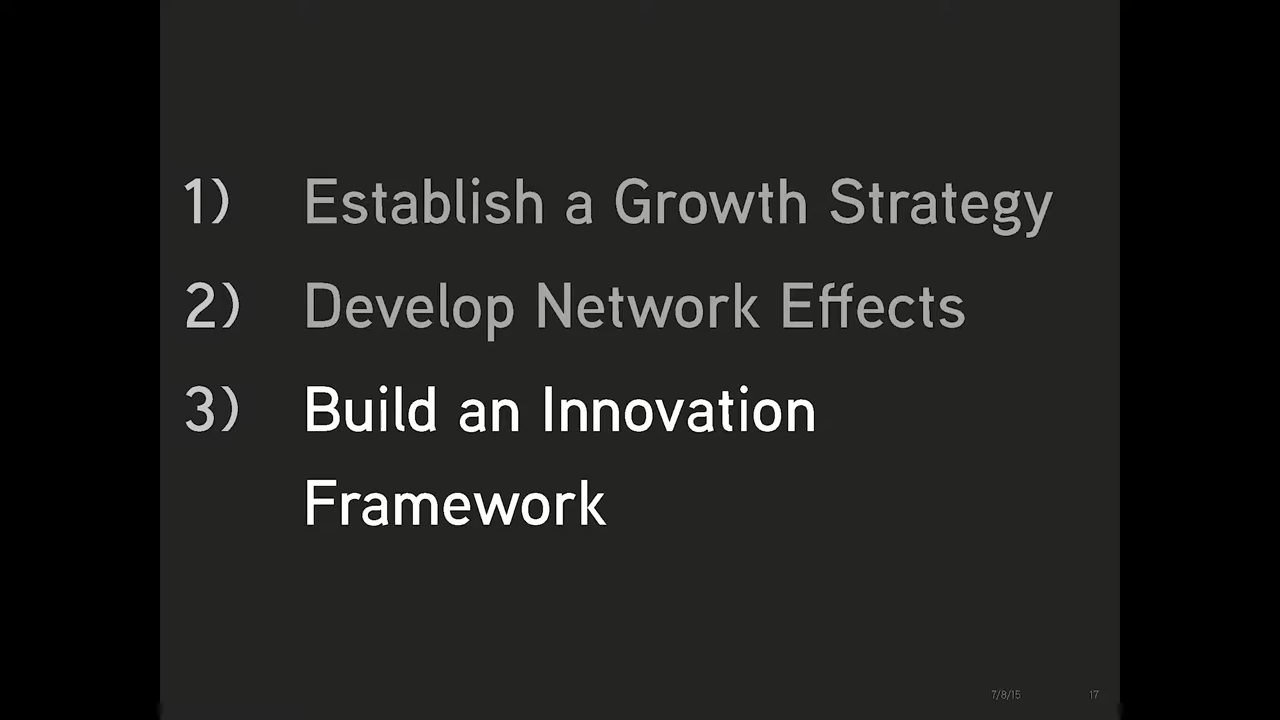 1) Establish a Growth Strategy
2) Develop Network Effects
3) Build an Innovation
Framework
7/8/15 17